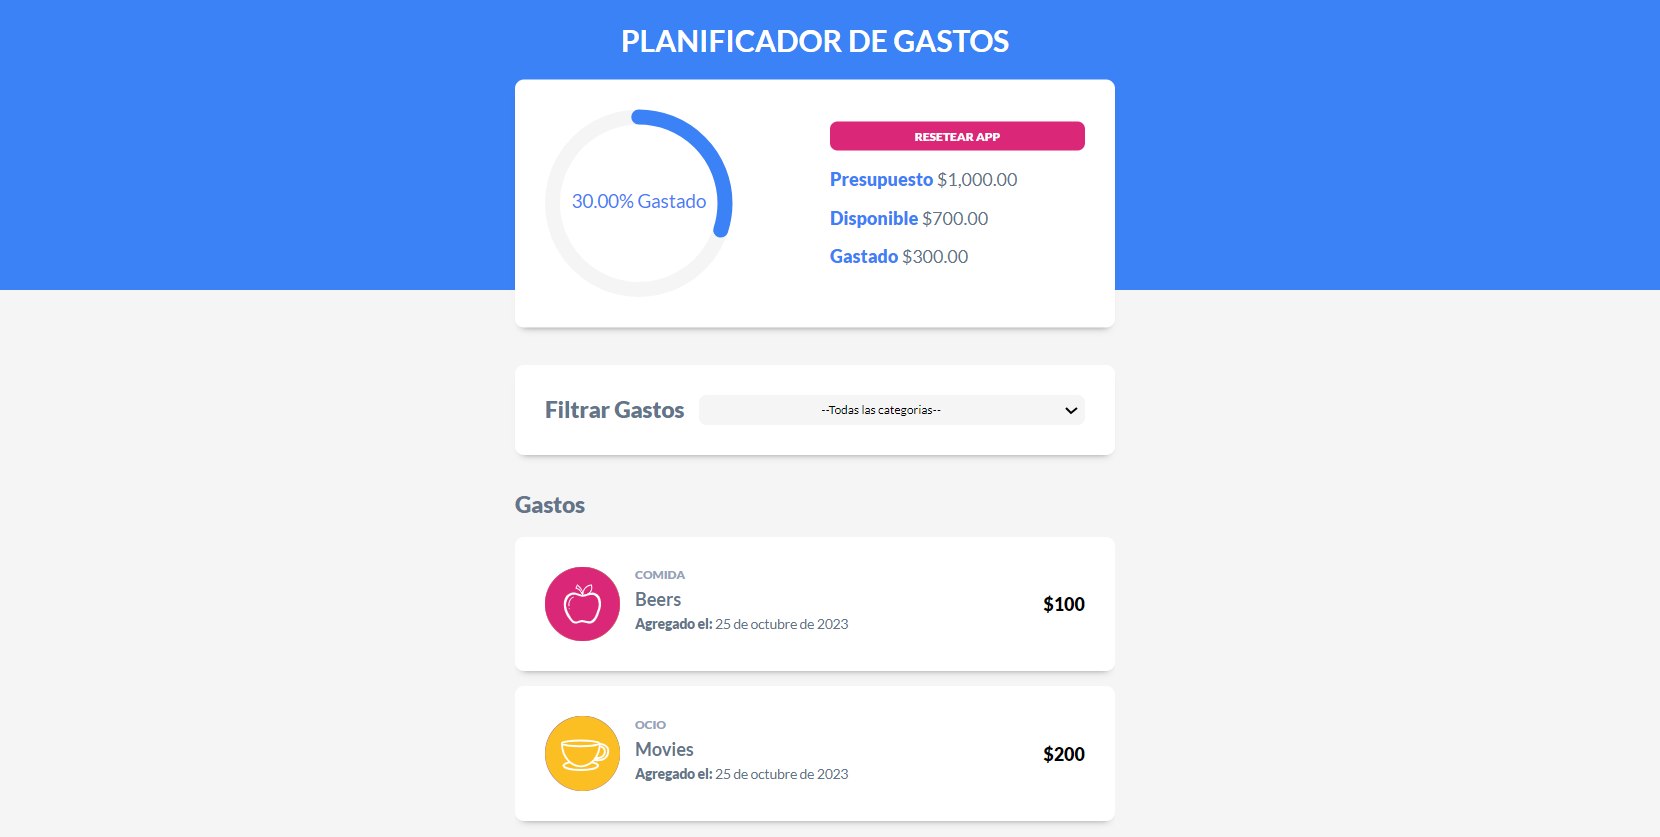 PLANIFICADOR DE GASTOS
30.00% Gastado
RESETEAR APP
Presupuesto $1,000.00
Disponible $700.00
Gastado $300.00
Filtrar Gastos
--Todas las categorias--
Gastos
COMIDA
Beers
Agregado el: 25 de octubre de 2023
$100
OCIO
Movies
Agregado el: 25 de octubre de 2023
$200